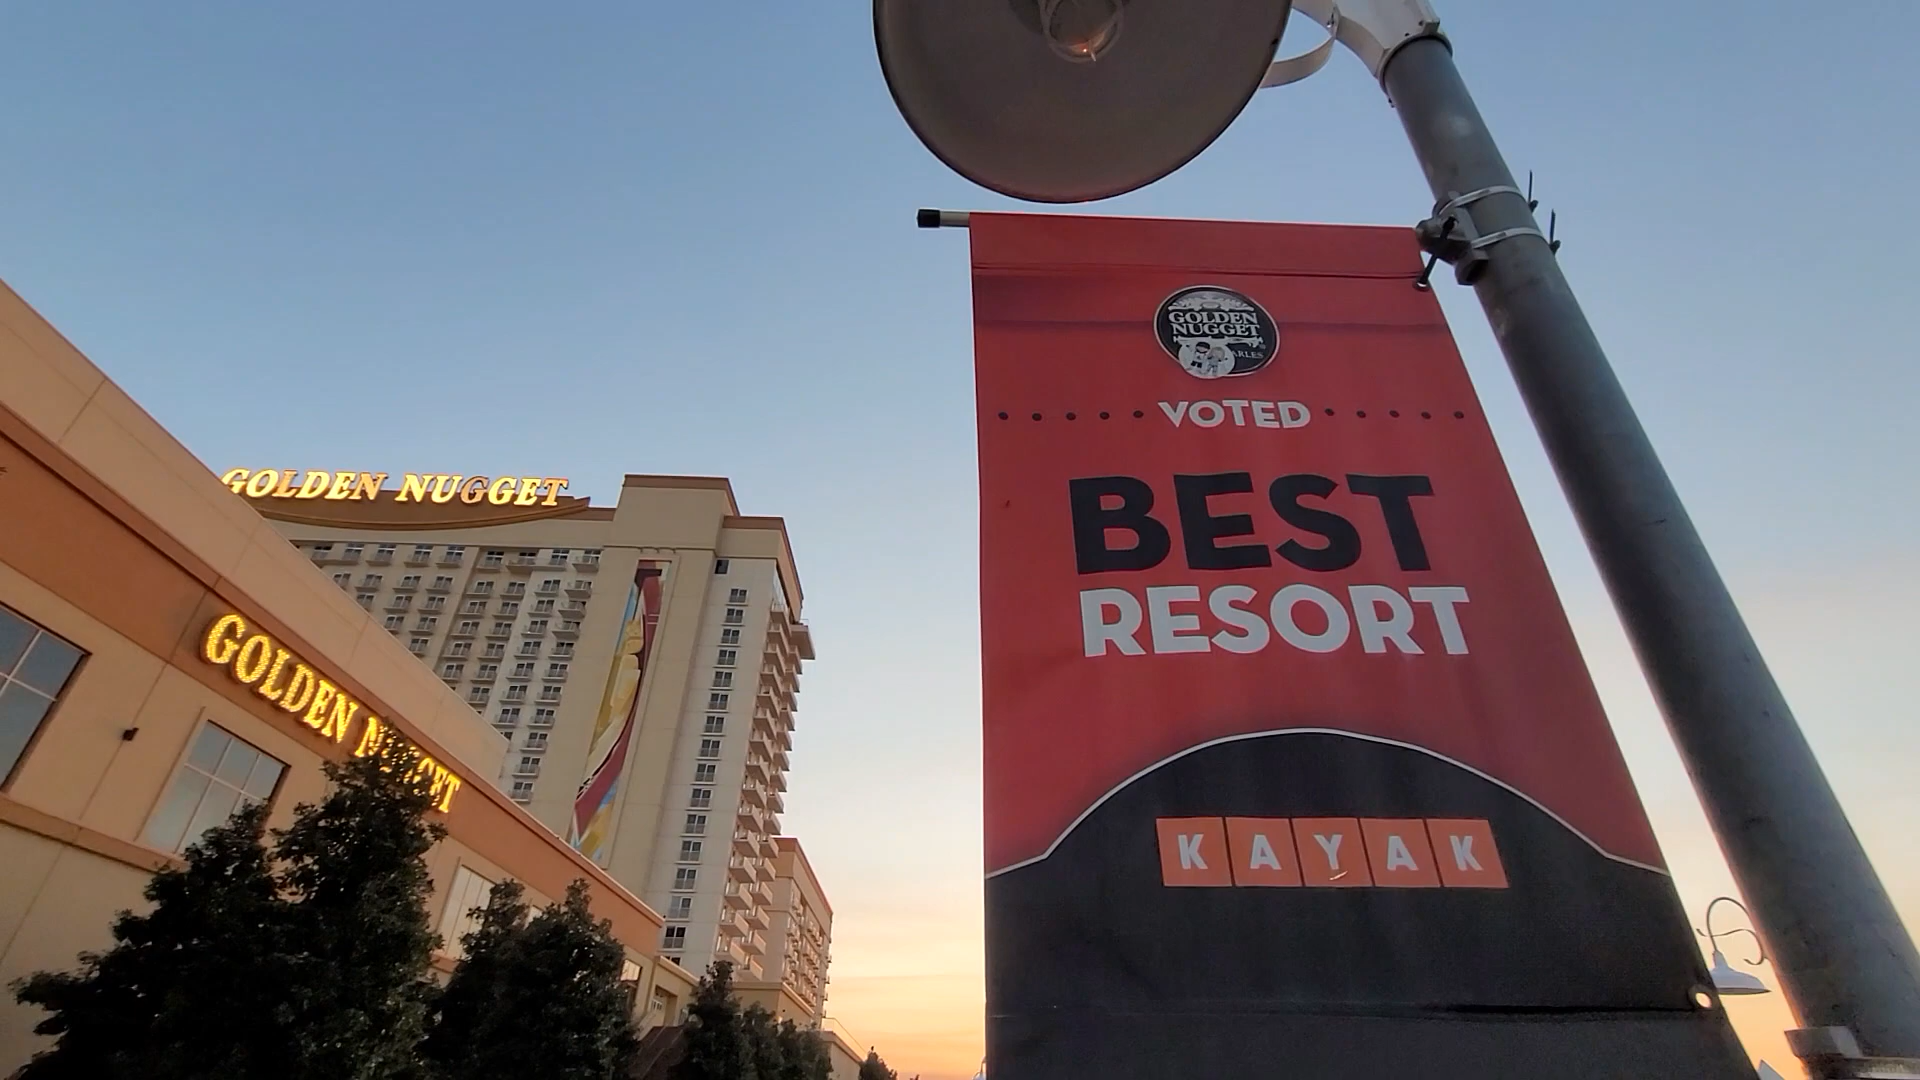 GOLDEN NUGGET
GOLDEN NUGGET
GOLDEN
NUGGET
VOTED
BEST
RESORT
KAYAK